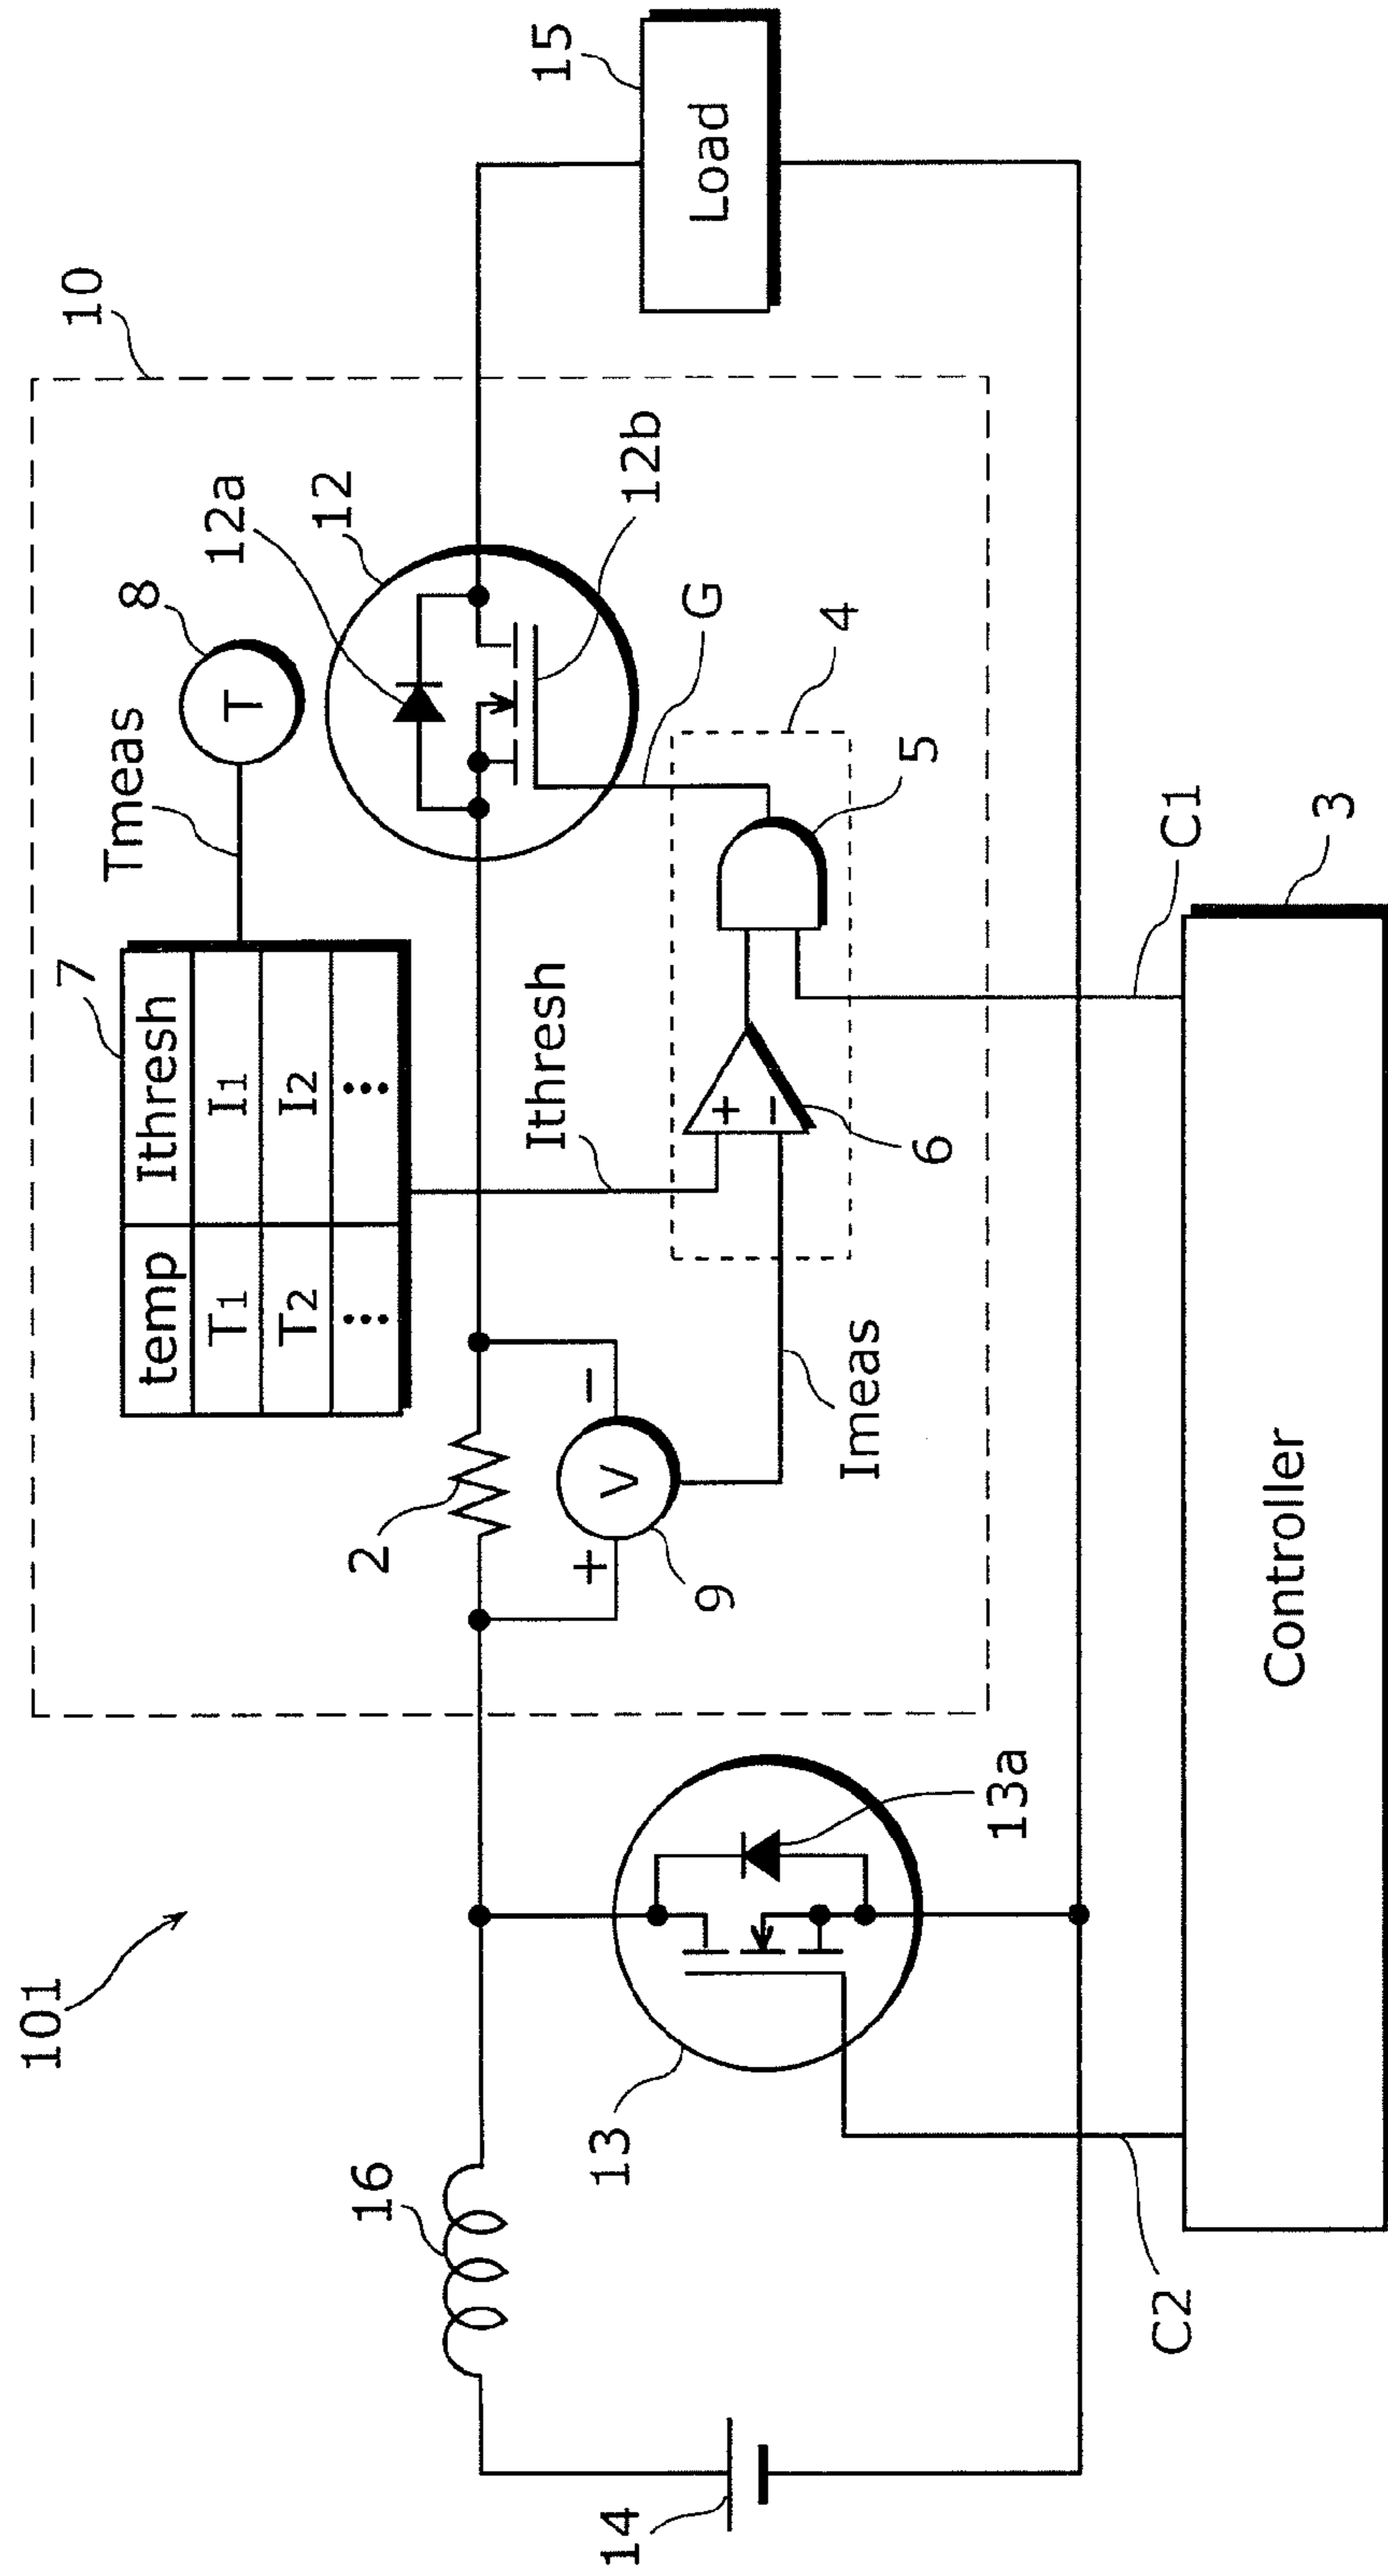 101
10
7
temp Ithresh
T1 I1
T2 I2
⋮ ⋮
Tmeas
8
T
12a
12
12b
15
Load
16
2
+
−
V
9
Ithresh
Imeas
G
4
+
−
5
6
13
13a
14
C2
C1
3
Controller